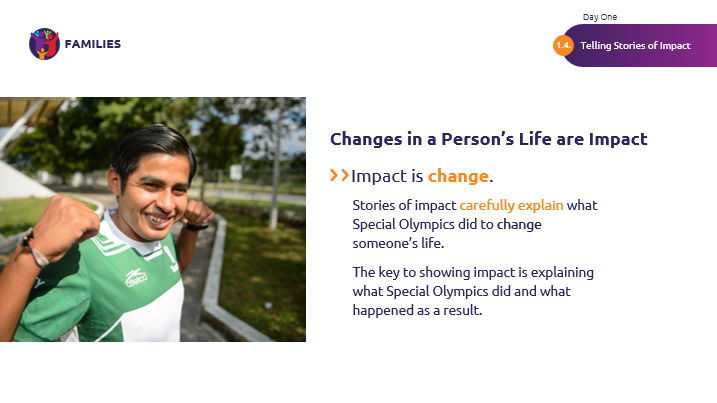 FAMILIES
Day One
1.4.
Telling Stories of Impact
Changes in a Person’s Life are Impact
Impact is change.
Stories of impact carefully explain what
Special Olympics did to change
someone’s life.
The key to showing impact is explaining
what Special Olympics did and what
happened as a result.